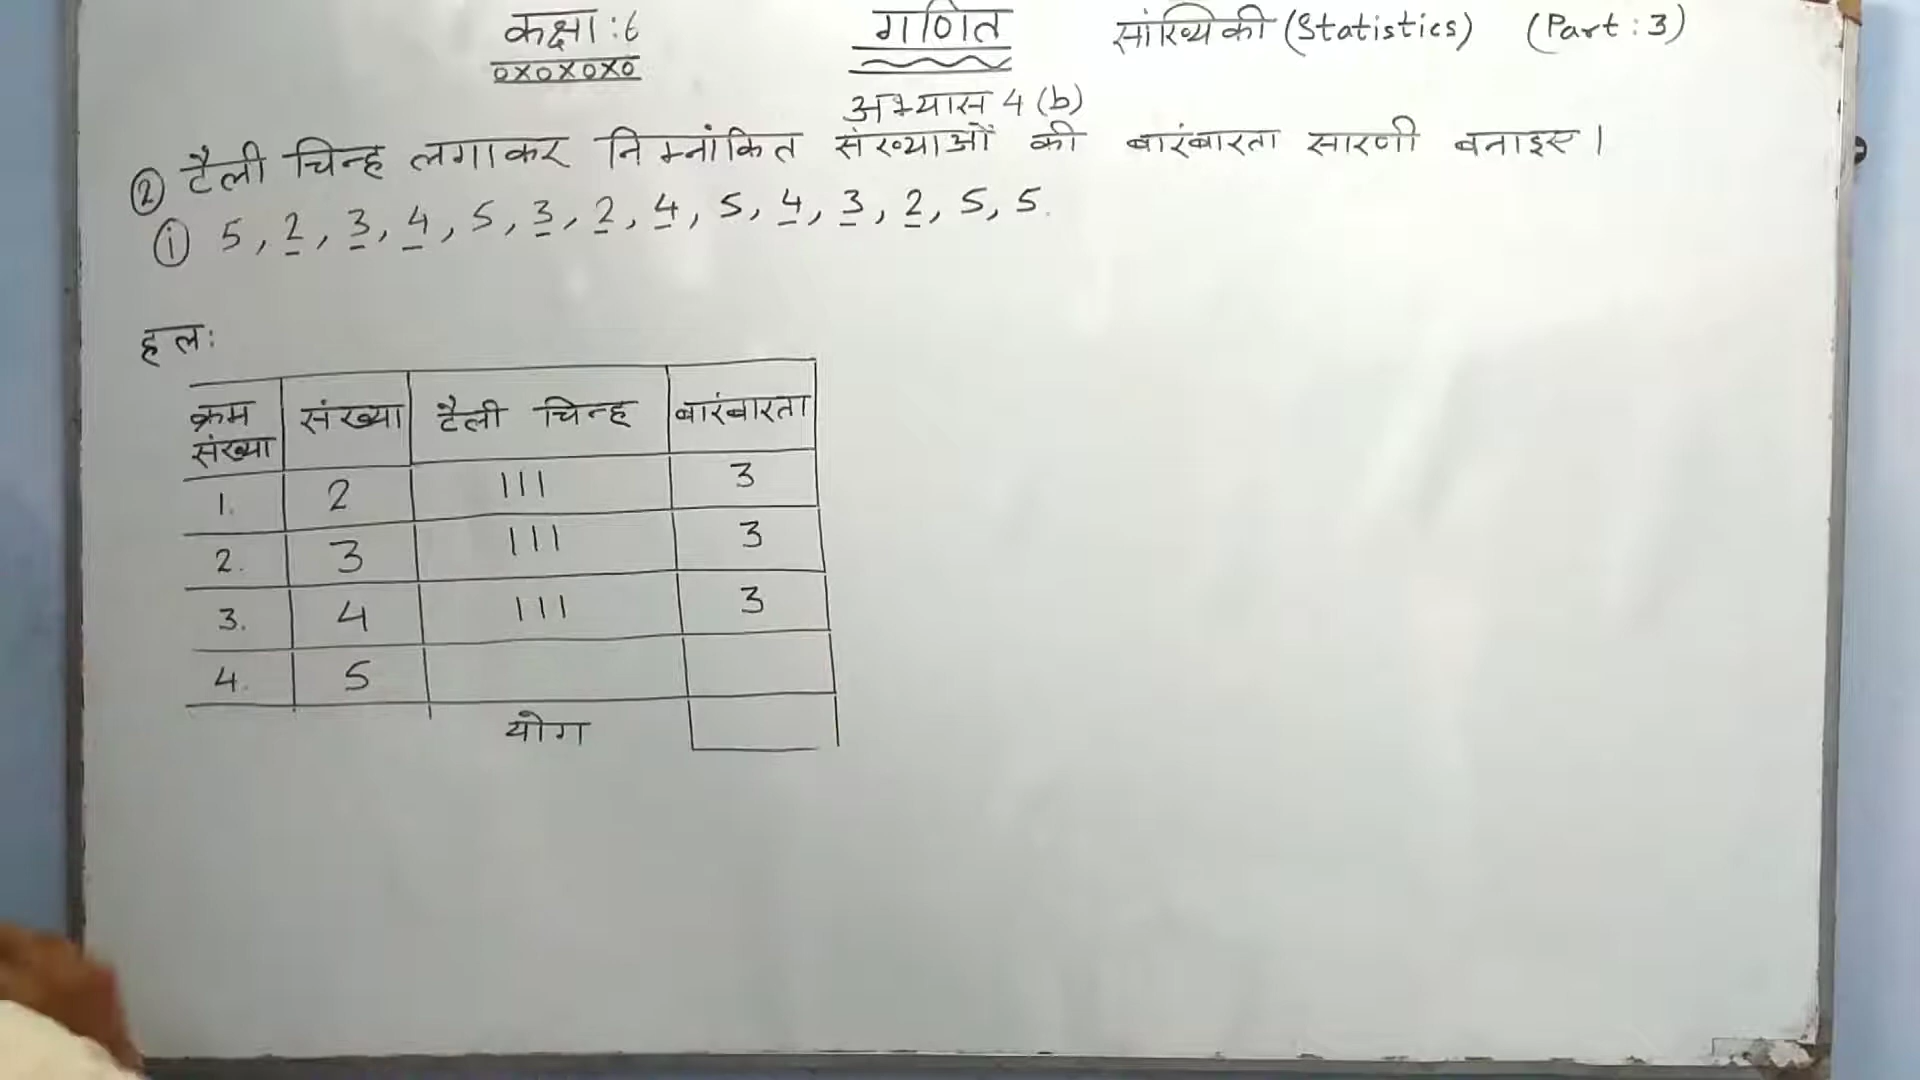 कक्षा : 6 गणित सांख्यिकी (Statistics) (Part : 3)
0x0x0x0
अभ्यास 4 (b)
② टैली चिन्ह लगाकर निम्नांकित संख्याओं की बारंबारता सारणी बनाइए।
① 5, 2, 3, 4, 5, 3, 2, 4, 5, 4, 3, 2, 5, 5.
हल:
क्रम संख्या संख्या टैली चिन्ह बारंबारता
1. 2 ||| 3
2. 3 ||| 3
3. 4 ||| 3
4. 5
योग